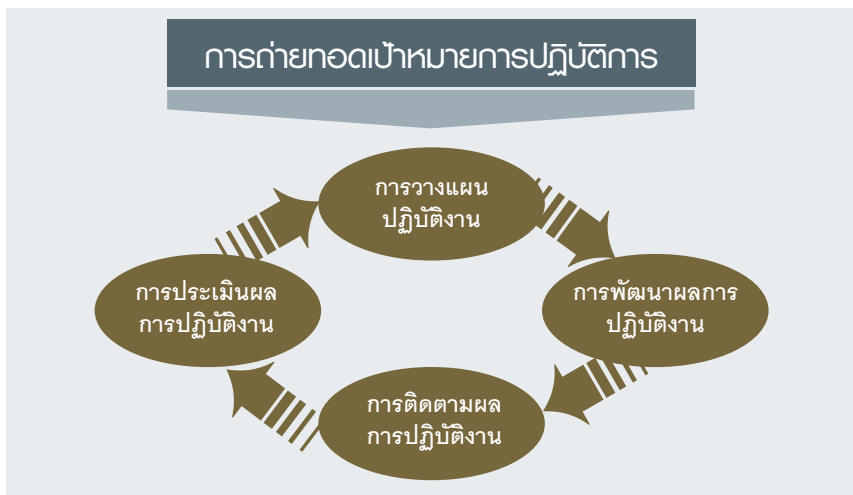 การถ่ายทอดเป้าหมายการปฏิบัติการ
การวางแผน
ปฏิบัติงาน
การประเมินผล
การปฏิบัติงาน
การพัฒนาผลการ
ปฏิบัติงาน
การติดตามผล
การปฏิบัติงาน